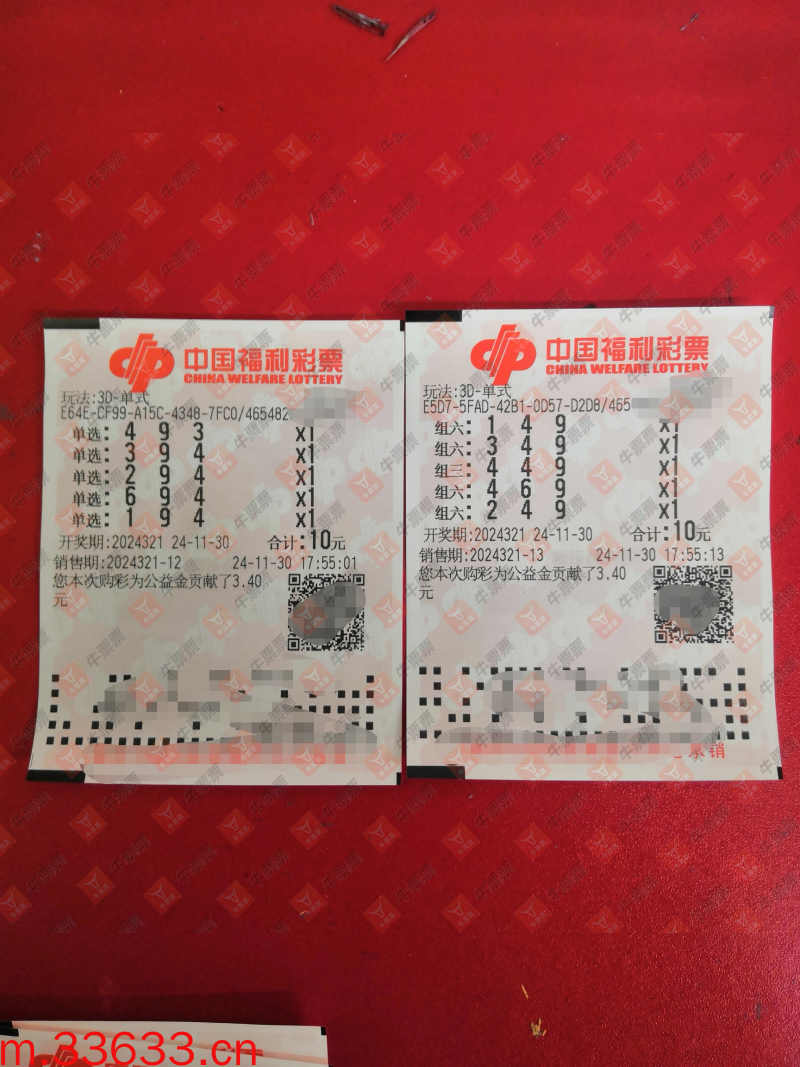 中国福利彩票
CHINA WELFARE LOTTERY
玩法:3D-单式
E64E-CF99-A15C-4348-7FC0/465482
单选: 4 9 3 x1
单选: 3 9 4 x1
单选: 2 9 4 x1
单选: 6 9 4 x1
单选: 1 9 4 x1
开奖期:2024321 24-11-30 合计:10元
销售期:2024321-12 24-11-30 17:55:01
您本次购彩为公益金贡献了3.40
元
中国福利彩票
CHINA WELFARE LOTTERY
玩法:3D-单式
E5D7-5FAD-42B1-0D57-D2D8/465
组六: 1 4 9 x1
组六: 3 4 9 x1
组三: 4 4 9 x1
组六: 4 6 9 x1
组六: 2 4 9 x1
开奖期:2024321 24-11-30 合计:10元
销售期:2024321-13 24-11-30 17:55:13
您本次购彩为公益金贡献了3.40
元
销
牛票票
m.33633.cn